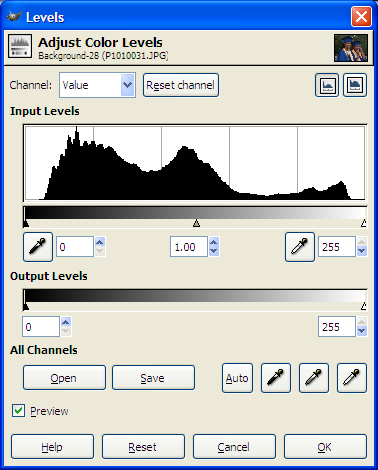 Levels
Adjust Color Levels
Background-28 (P1010031.JPG)
Channel: Value Reset channel
Input Levels
0 1.00 255
Output Levels
0 255
All Channels
Open Save Auto
Preview
Help Reset Cancel OK